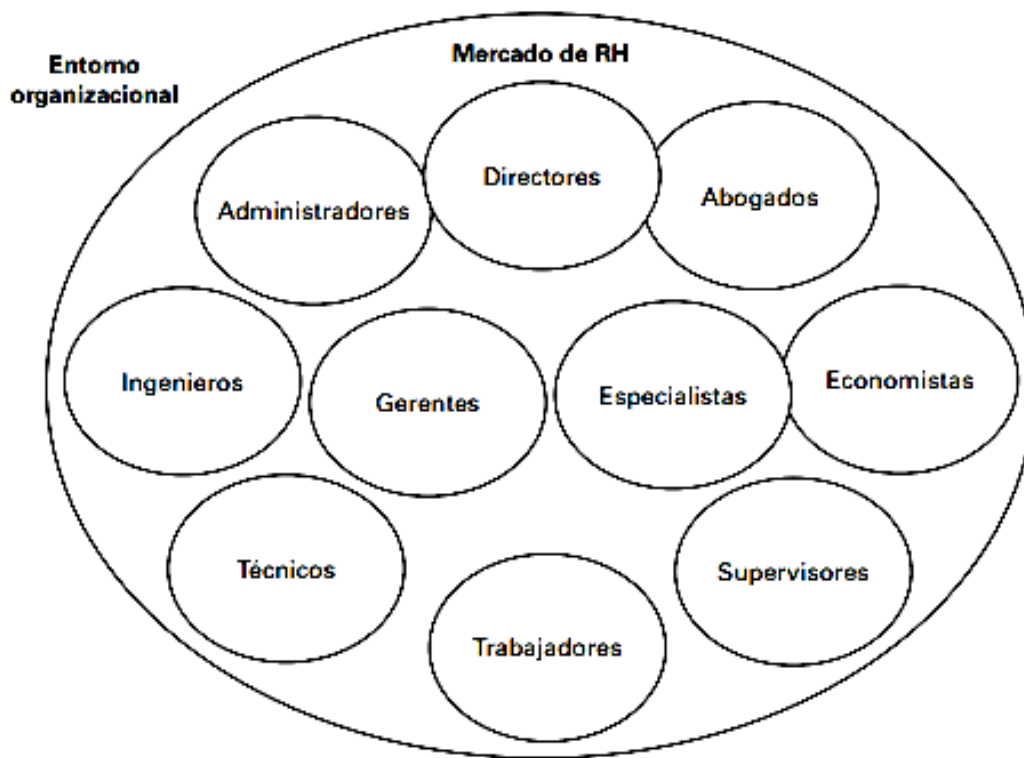 Entorno
organizacional
Mercado de RH
Directores
Administradores
Abogados
Ingenieros
Gerentes
Especialistas
Economistas
Técnicos
Trabajadores
Supervisores